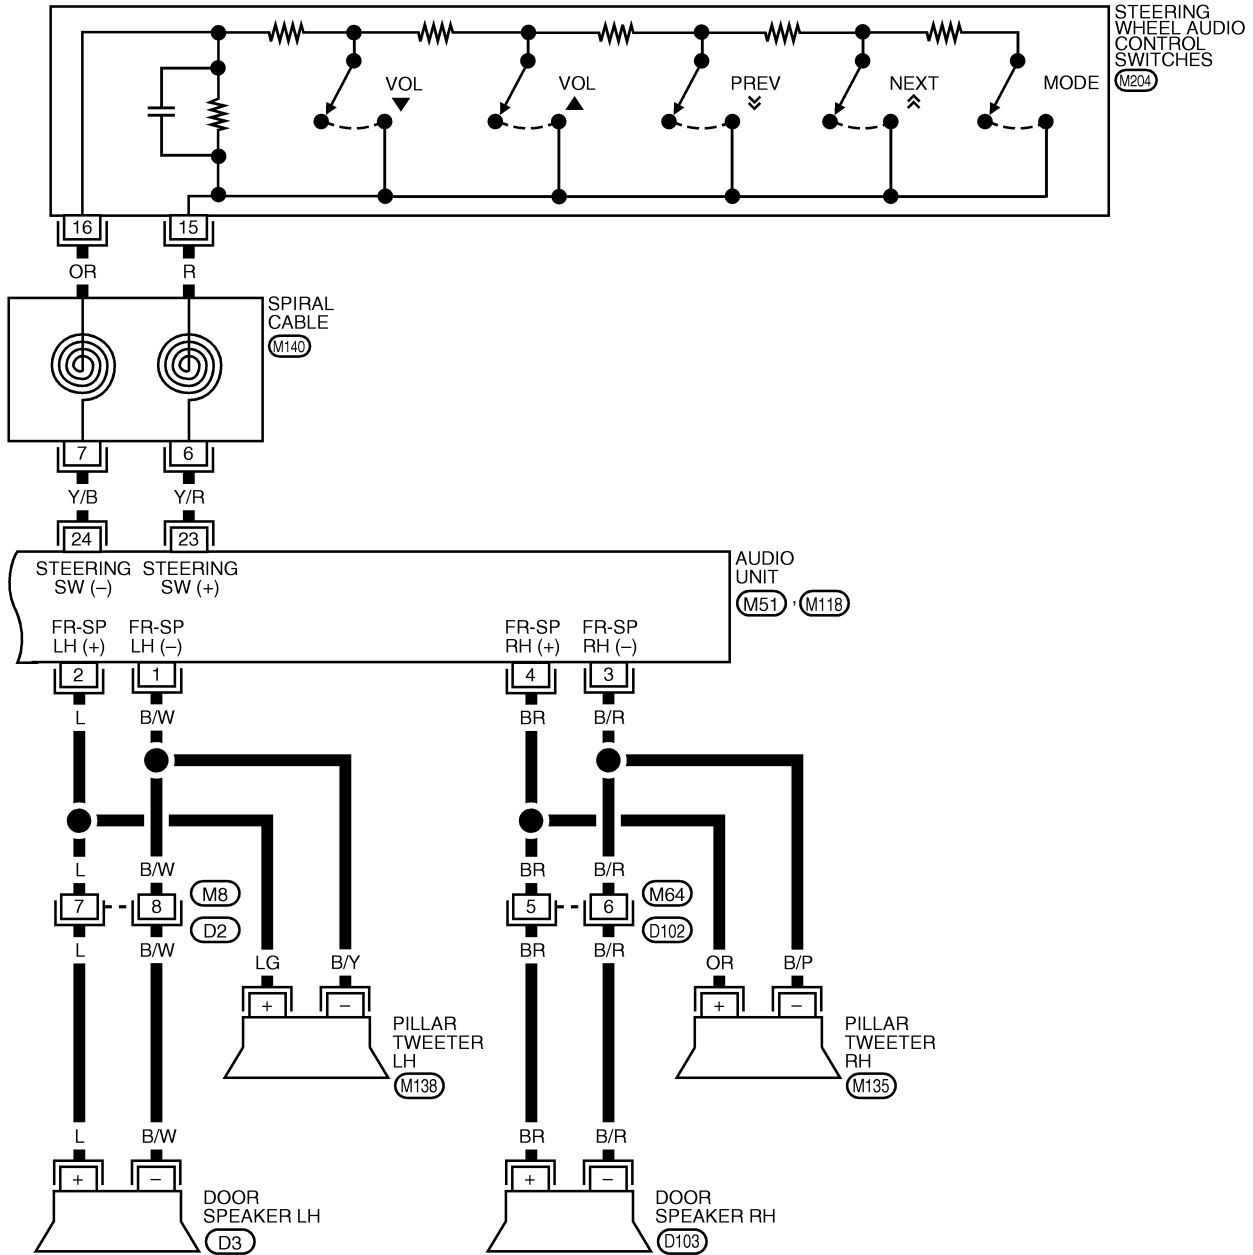 STEERING
WHEEL AUDIO
CONTROL
SWITCHES
M204
VOL
VOL
PREV
NEXT
MODE
16
15
OR
R
SPIRAL
CABLE
M140
7
6
Y/B
Y/R
24
23
STEERING
SW (–)
STEERING
SW (+)
AUDIO
UNIT
M51 , M118
FR-SP
LH (+)
FR-SP
LH (–)
FR-SP
RH (+)
FR-SP
RH (–)
2
1
4
3
L
B/W
BR
B/R
L
B/W
BR
B/R
7
8
M8
D2
5
6
M64
D102
L
B/W
BR
B/R
LG
B/Y
OR
B/P
+
–
+
–
PILLAR
TWEETER
LH
M138
PILLAR
TWEETER
RH
M135
L
B/W
BR
B/R
+
–
+
–
DOOR
SPEAKER LH
D3
DOOR
SPEAKER RH
D103